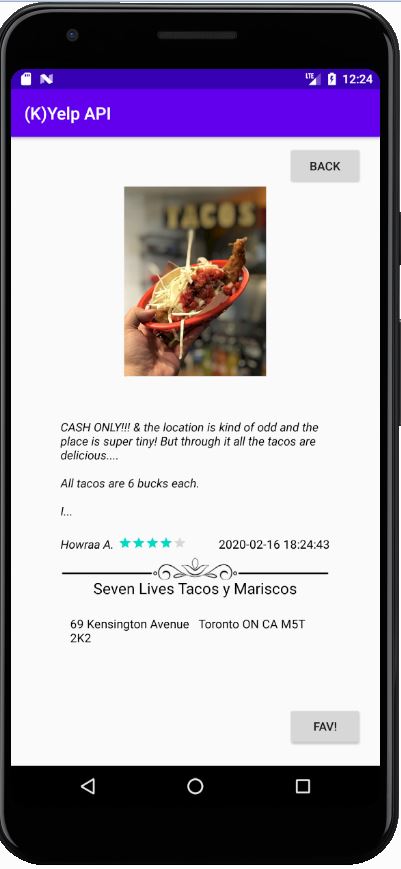 LTE 12:24
(K)Yelp API
BACK
TACOS
CASH ONLY!!! & the location is kind of odd and the
place is super tiny! But through it all the tacos are
delicious....
All tacos are 6 bucks each.
I...
Howraa A. 2020-02-16 18:24:43
Seven Lives Tacos y Mariscos
69 Kensington Avenue   Toronto ON CA M5T
2K2
FAV!